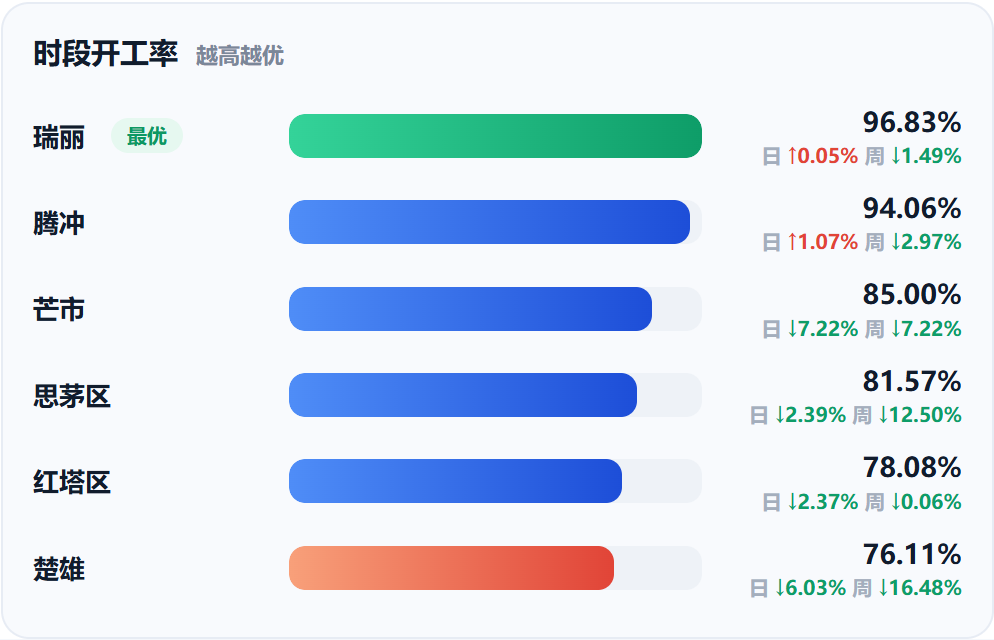 时段开工率 越高越优
瑞丽 最优 96.83%
日 ↑0.05% 周 ↓1.49%
腾冲 94.06%
日 ↑1.07% 周 ↓2.97%
芒市 85.00%
日 ↓7.22% 周 ↓7.22%
思茅区 81.57%
日 ↓2.39% 周 ↓12.50%
红塔区 78.08%
日 ↓2.37% 周 ↓0.06%
楚雄 76.11%
日 ↓6.03% 周 ↓16.48%